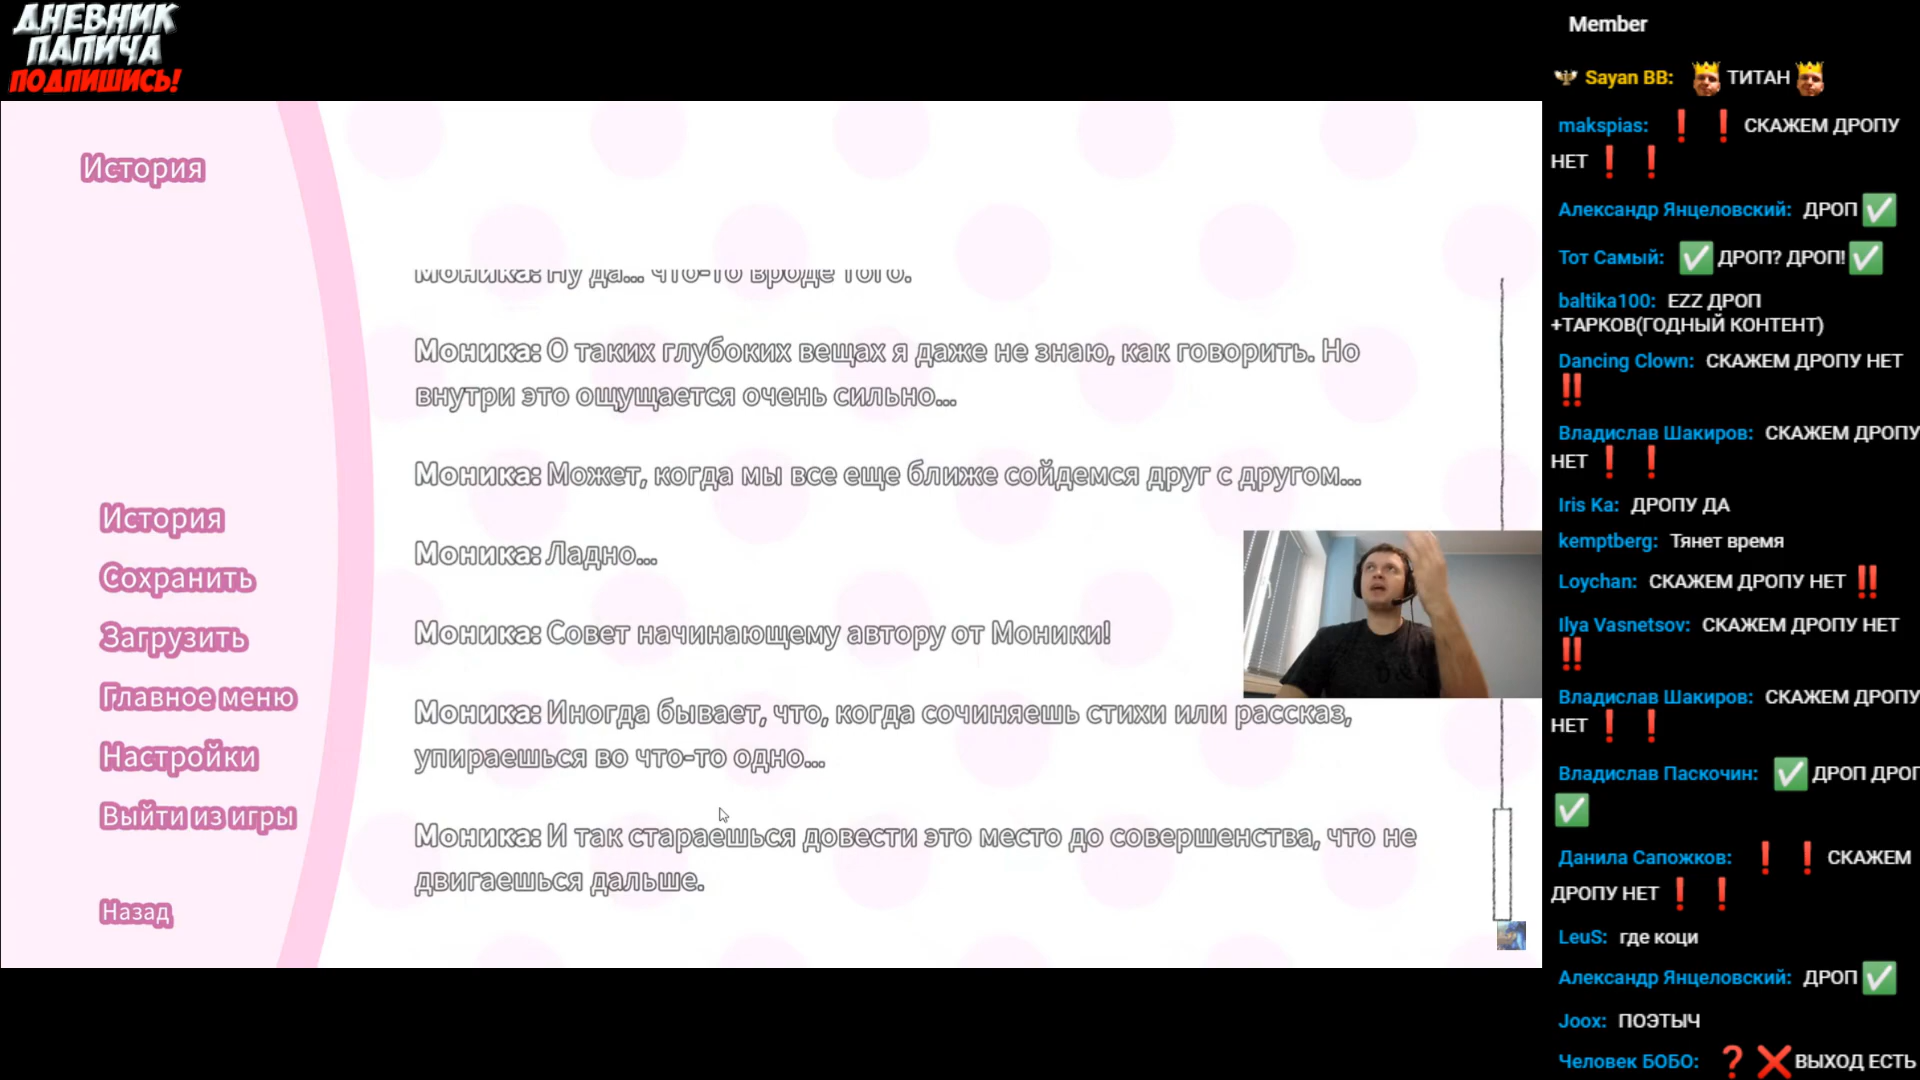 ДНЕВНИК
ПАПИЧА
ПОДПИШИСЬ!
История
История
Сохранить
Загрузить
Главное меню
Настройки
Выйти из игры
Назад
Моника: Ну да... что-то вроде того.
Моника: О таких глубоких вещах я даже не знаю, как говорить. Но
внутри это ощущается очень сильно...
Моника: Может, когда мы все еще ближе сойдемся друг с другом...
Моника: Ладно...
Моника: Совет начинающему автору от Моники!
Моника: Иногда бывает, что, когда сочиняешь стихи или рассказ,
упираешься во что-то одно...
Моника: И так стараешься довести это место до совершенства, что не
двигаешься дальше.
Member
Sayan BB: ТИТАН
makspias: ❗ ❗ СКАЖЕМ ДРОПУ
НЕТ ❗ ❗
Александр Янцеловский: ДРОП ✅
Тот Самый: ✅ ДРОП? ДРОП! ✅
baltika100: EZZ ДРОП
+ТАРКОВ(ГОДНЫЙ КОНТЕНТ)
Dancing Clown: СКАЖЕМ ДРОПУ НЕТ
‼️
Владислав Шакиров: СКАЖЕМ ДРОПУ
НЕТ ❗ ❗
Iris Ka: ДРОПУ ДА
kemptberg: Тянет время
Loychan: СКАЖЕМ ДРОПУ НЕТ ‼️
Ilya Vasnetsov: СКАЖЕМ ДРОПУ НЕТ
‼️
Владислав Шакиров: СКАЖЕМ ДРОПУ
НЕТ ❗ ❗
Владислав Паскочин: ✅ ДРОП ДРОП
✅
Данила Сапожков: ❗ ❗ СКАЖЕМ
ДРОПУ НЕТ ❗ ❗
LeuS: где коци
Александр Янцеловский: ДРОП ✅
Joox: ПОЭТЫЧ
Человек БОБО: ❓ ❌ ВЫХОД ЕСТЬ